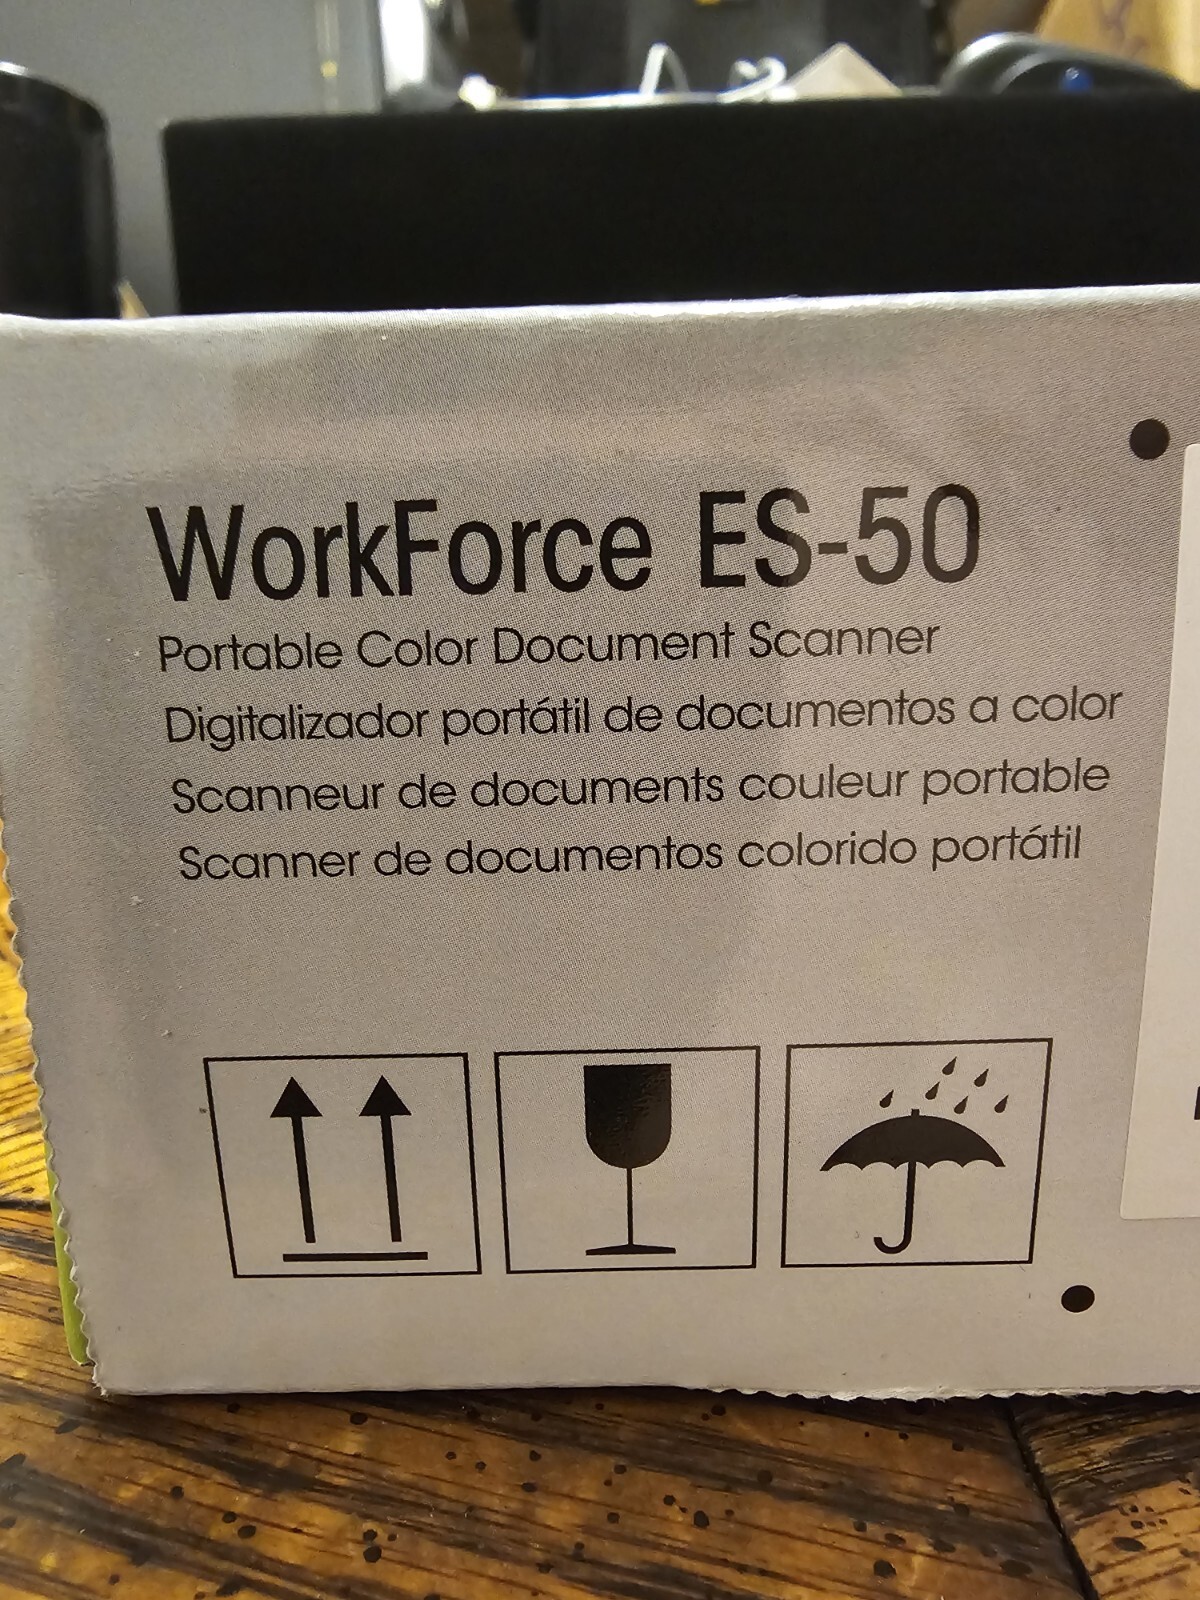 WorkForce ES-50
Portable Color Document Scanner
Digitalizador portátil de documentos a color
Scanneur de documents couleur portable
Scanner de documentos colorido portátil